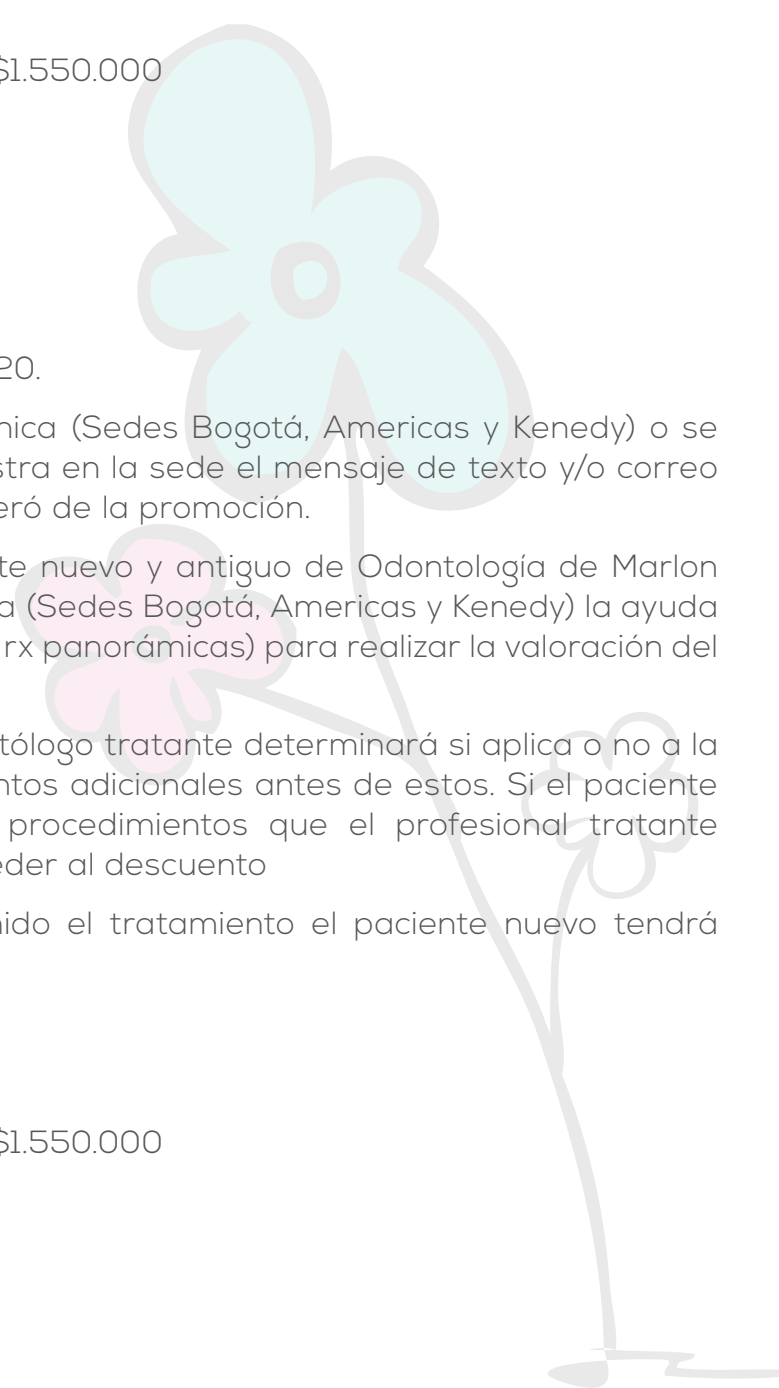 $1.550.000
20.
nica (Sedes Bogotá, Americas y Kenedy) o se
stra en la sede el mensaje de texto y/o correo
eró de la promoción.
te nuevo y antiguo de Odontología de Marlon
a (Sedes Bogotá, Americas y Kenedy) la ayuda
rx panorámicas) para realizar la valoración del
tólogo tratante determinará si aplica o no a la
ntos adicionales antes de estos. Si el paciente
procedimientos que el profesional tratante
eder al descuento
nido el tratamiento el paciente nuevo tendrá
$1.550.000